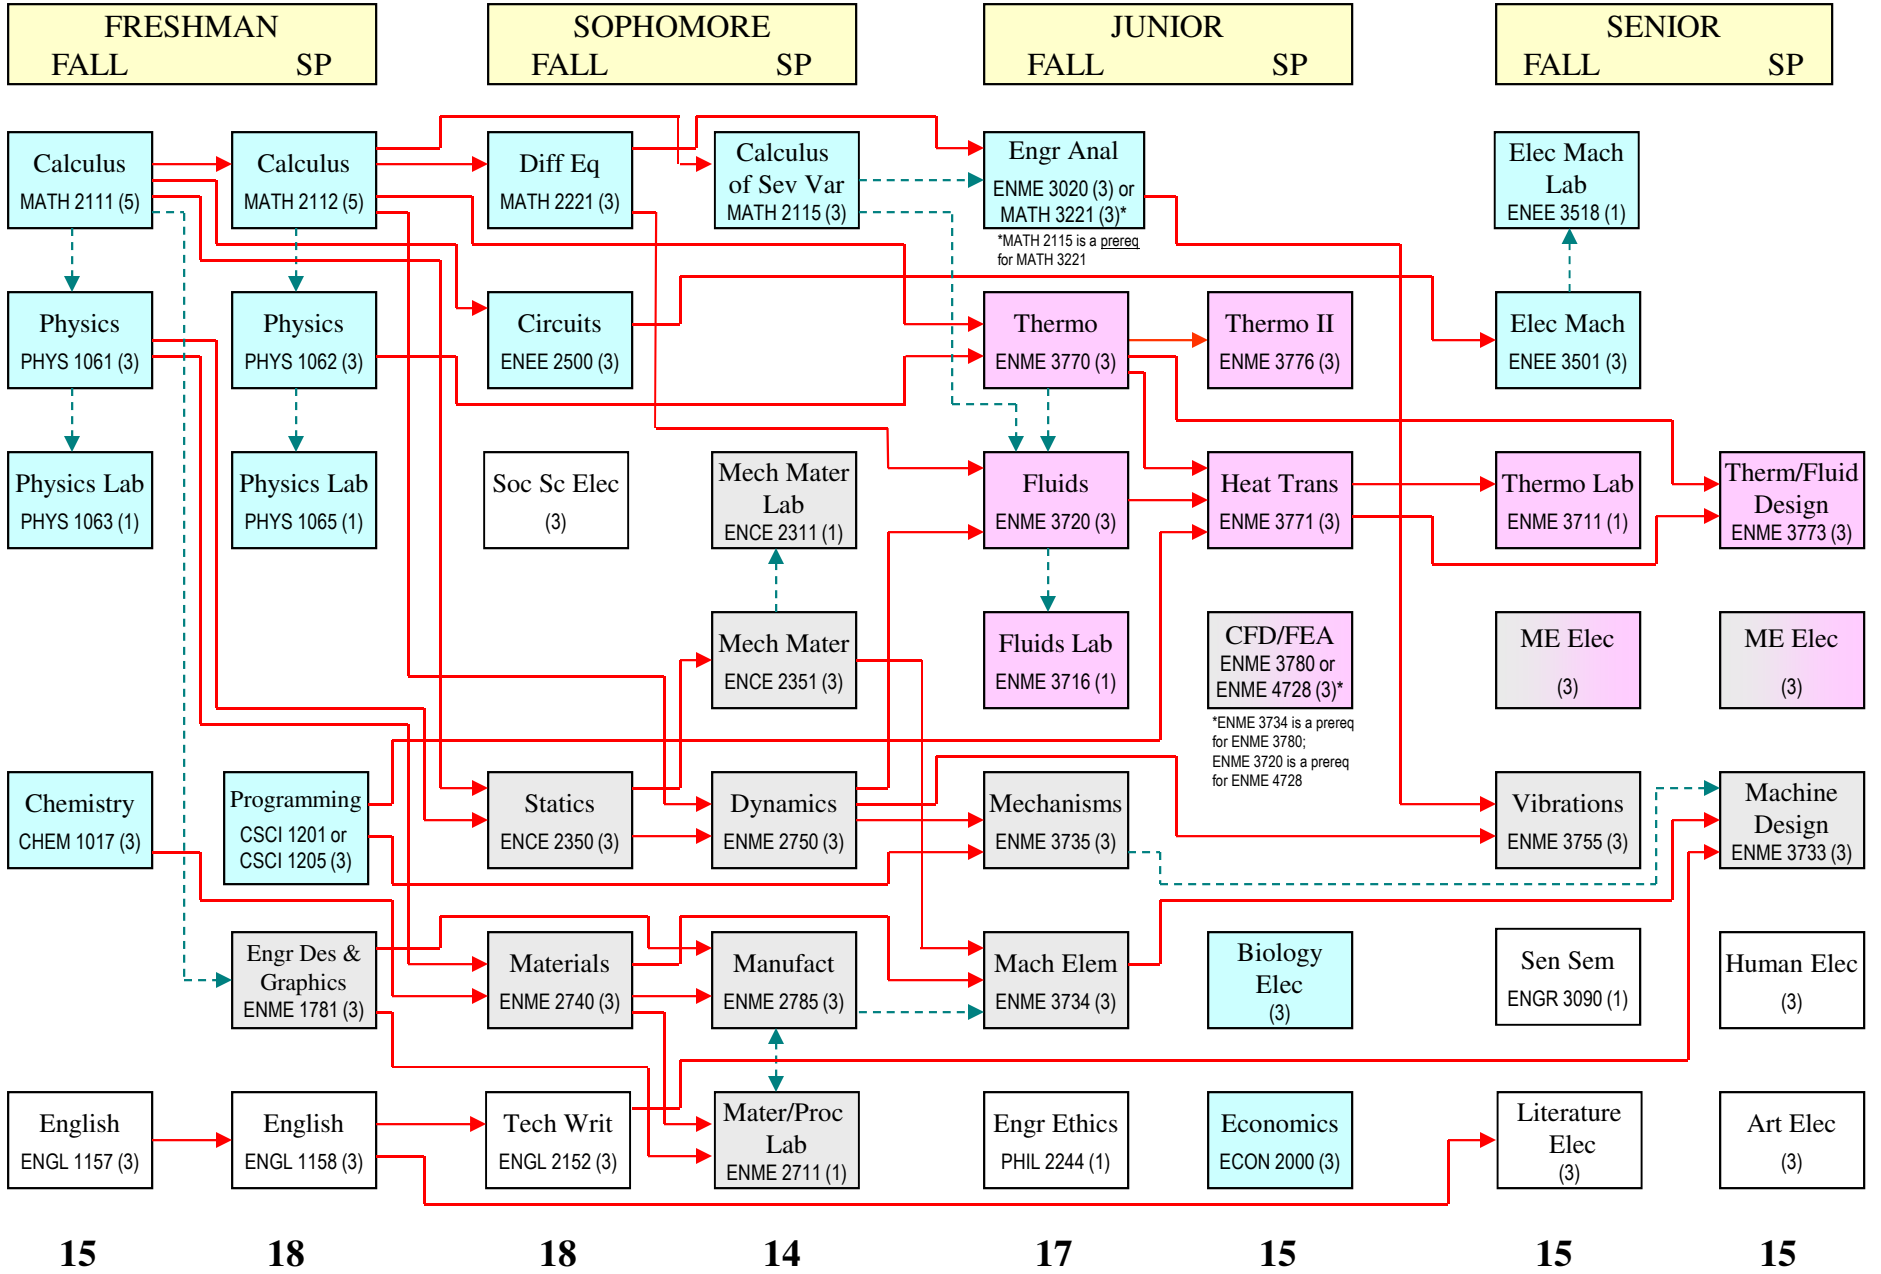 FRESHMAN
FALL SP
SOPHOMORE
FALL SP
JUNIOR
FALL SP
SENIOR
FALL SP
Calculus
MATH 2111 (5)
Calculus
MATH 2112 (5)
Diff Eq
MATH 2221 (3)
Calculus
of Sev Var
MATH 2115 (3)
Engr Anal
ENME 3020 (3) or
MATH 3221 (3)*
*MATH 2115 is a prereq
for MATH 3221
Elec Mach
Lab
ENEE 3518 (1)
Physics
PHYS 1061 (3)
Physics
PHYS 1062 (3)
Circuits
ENEE 2500 (3)
Thermo
ENME 3770 (3)
Thermo II
ENME 3776 (3)
Elec Mach
ENEE 3501 (3)
Physics Lab
PHYS 1063 (1)
Physics Lab
PHYS 1065 (1)
Soc Sc Elec
(3)
Mech Mater
Lab
ENCE 2311 (1)
Fluids
ENME 3720 (3)
Heat Trans
ENME 3771 (3)
Thermo Lab
ENME 3711 (1)
Therm/Fluid
Design
ENME 3773 (3)
Mech Mater
ENCE 2351 (3)
Fluids Lab
ENME 3716 (1)
CFD/FEA
ENME 3780 or
ENME 4728 (3)*
*ENME 3734 is a prereq
for ENME 3780;
ENME 3720 is a prereq
for ENME 4728
ME Elec
(3)
ME Elec
(3)
Chemistry
CHEM 1017 (3)
Programming
CSCI 1201 or
CSCI 1205 (3)
Statics
ENCE 2350 (3)
Dynamics
ENME 2750 (3)
Mechanisms
ENME 3735 (3)
Vibrations
ENME 3755 (3)
Machine
Design
ENME 3733 (3)
Engr Des &
Graphics
ENME 1781 (3)
Materials
ENME 2740 (3)
Manufact
ENME 2785 (3)
Mach Elem
ENME 3734 (3)
Biology
Elec
(3)
Sen Sem
ENGR 3090 (1)
Human Elec
(3)
English
ENGL 1157 (3)
English
ENGL 1158 (3)
Tech Writ
ENGL 2152 (3)
Mater/Proc
Lab
ENME 2711 (1)
Engr Ethics
PHIL 2244 (1)
Economics
ECON 2000 (3)
Literature
Elec
(3)
Art Elec
(3)
15 18 18 14 17 15 15 15